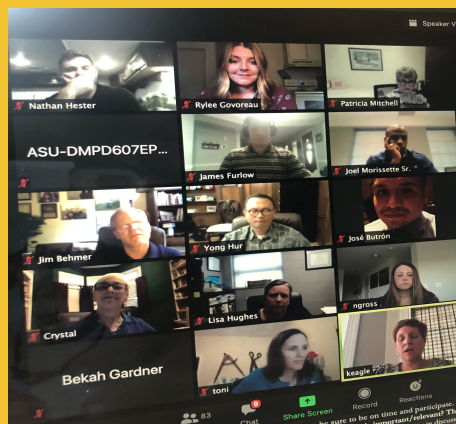 Speaker V
Nathan Hester
Rylee Govoreau
Patricia Mitchell
ASU-DMPD607EP...
James Furlow
Joel Morissette Sr.
Jim Behmer
Yong Hur
José Butrón
Crystal
Lisa Hughes
ngross
Bekah Gardner
toni
keagle
83
Chat
9
Share Screen
Record
Reactions
be sure to be on time and participate.
important/relevant? Th